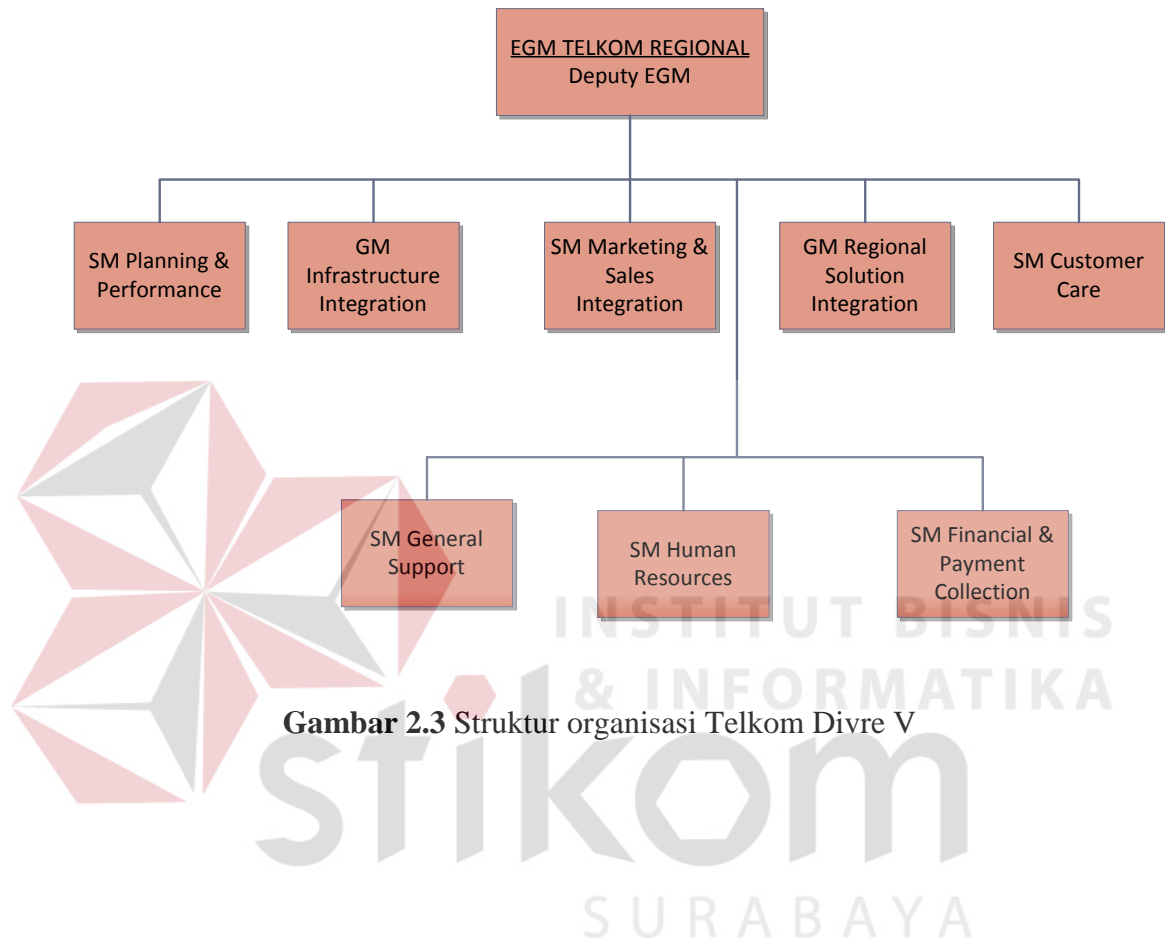 EGM TELKOM REGIONAL
Deputy EGM
SM Planning &
Performance
GM
Infrastructure
Integration
SM Marketing &
Sales
Integration
GM Regional
Solution
Integration
SM Customer
Care
SM General
Support
SM Human
Resources
SM Financial &
Payment
Collection
INSTITUT BISNIS
& INFORMATIKA
Gambar 2.3 Struktur organisasi Telkom Divre V
stikom
SURABAYA